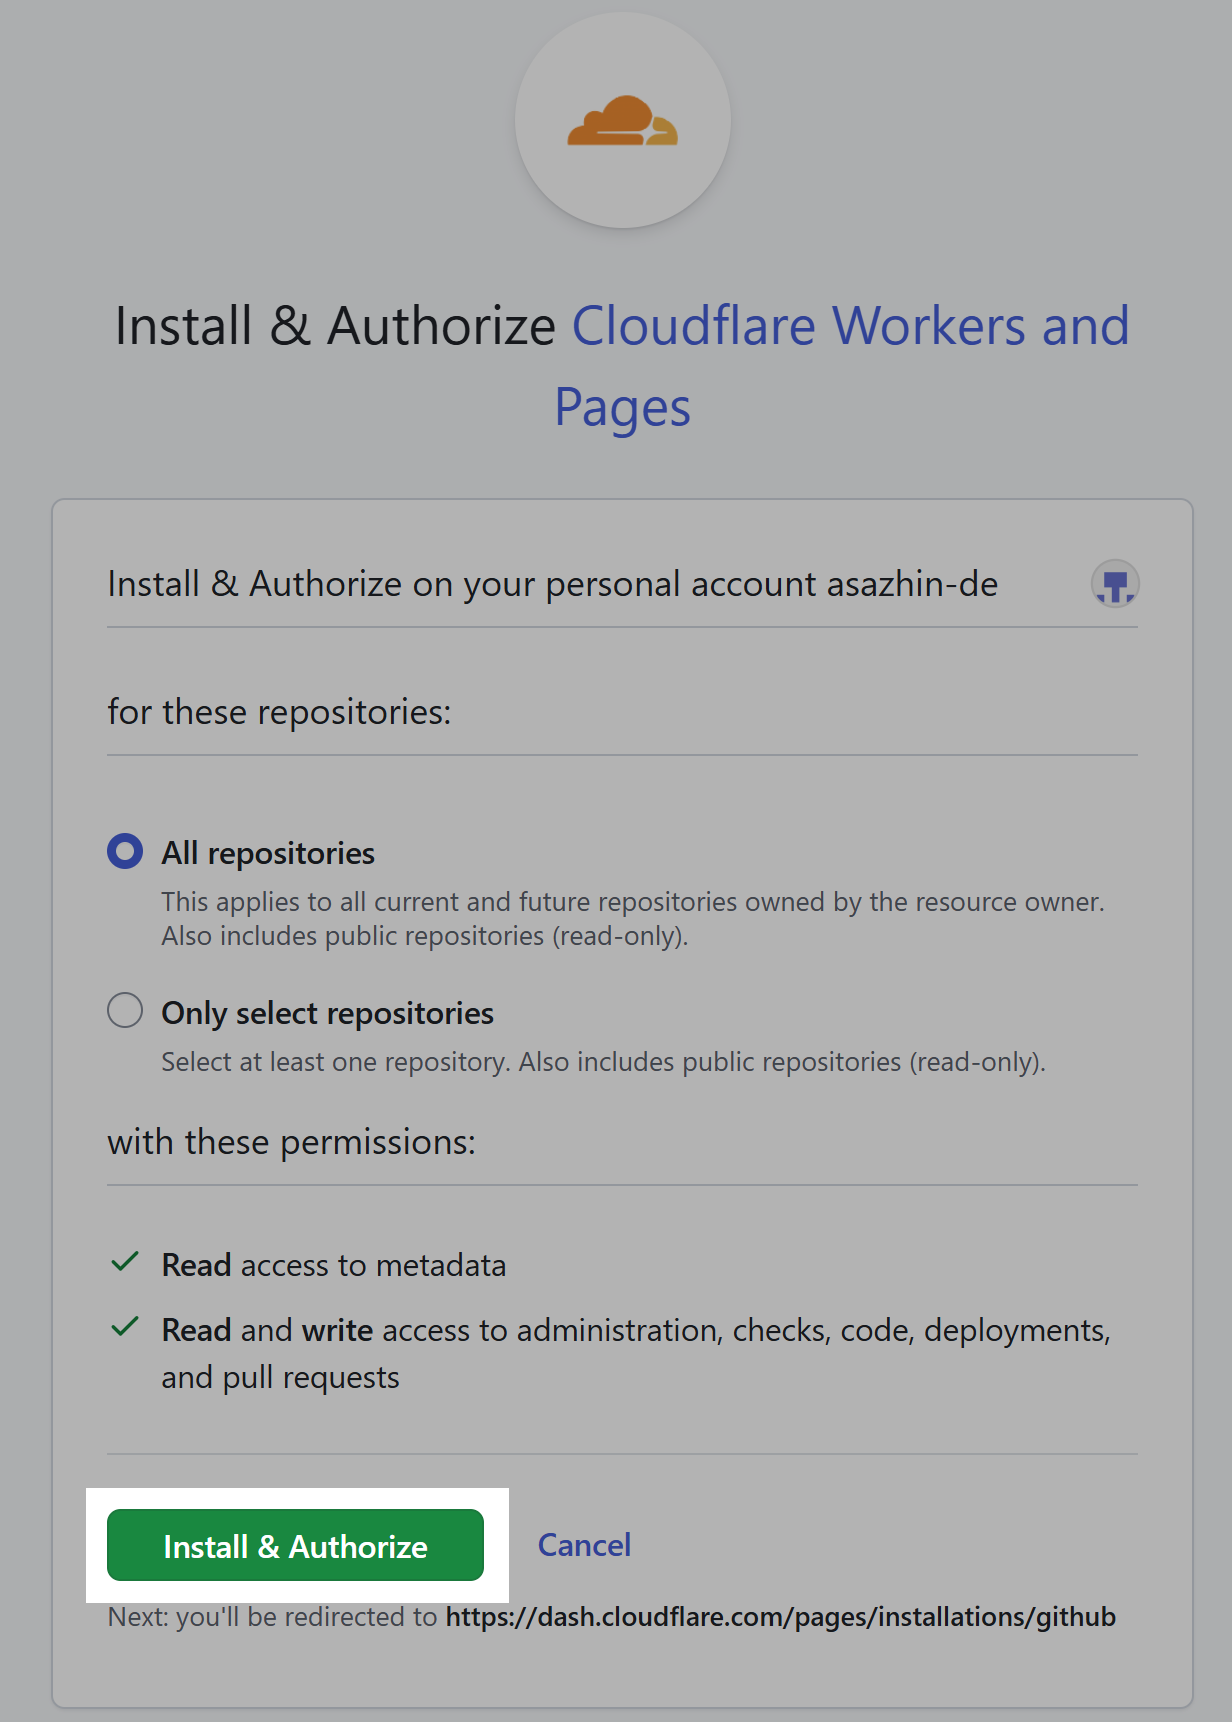 Install & Authorize Cloudflare Workers and
Pages
Install & Authorize on your personal account asazhin-de
for these repositories:
All repositories
This applies to all current and future repositories owned by the resource owner.
Also includes public repositories (read-only).
Only select repositories
Select at least one repository. Also includes public repositories (read-only).
with these permissions:
Read access to metadata
Read and write access to administration, checks, code, deployments,
and pull requests
Install & Authorize Cancel
Next: you'll be redirected to https://dash.cloudflare.com/pages/installations/github